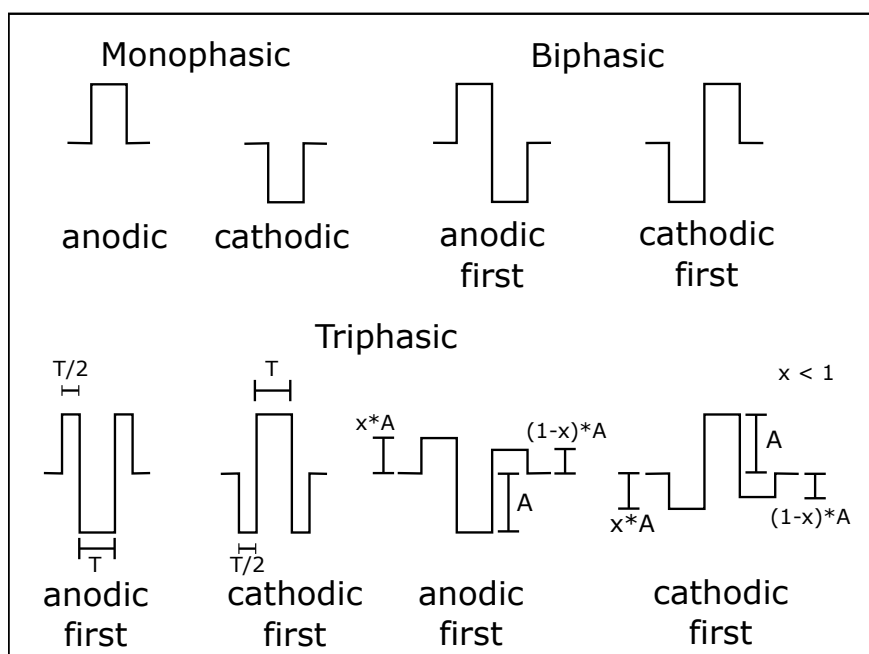 Monophasic
Biphasic
anodic
cathodic
anodic
first
cathodic
first
Triphasic
T/2
T
T
T/2
x*A
(1-x)*A
A
x < 1
A
x*A
(1-x)*A
anodic
first
cathodic
first
anodic
first
cathodic
first